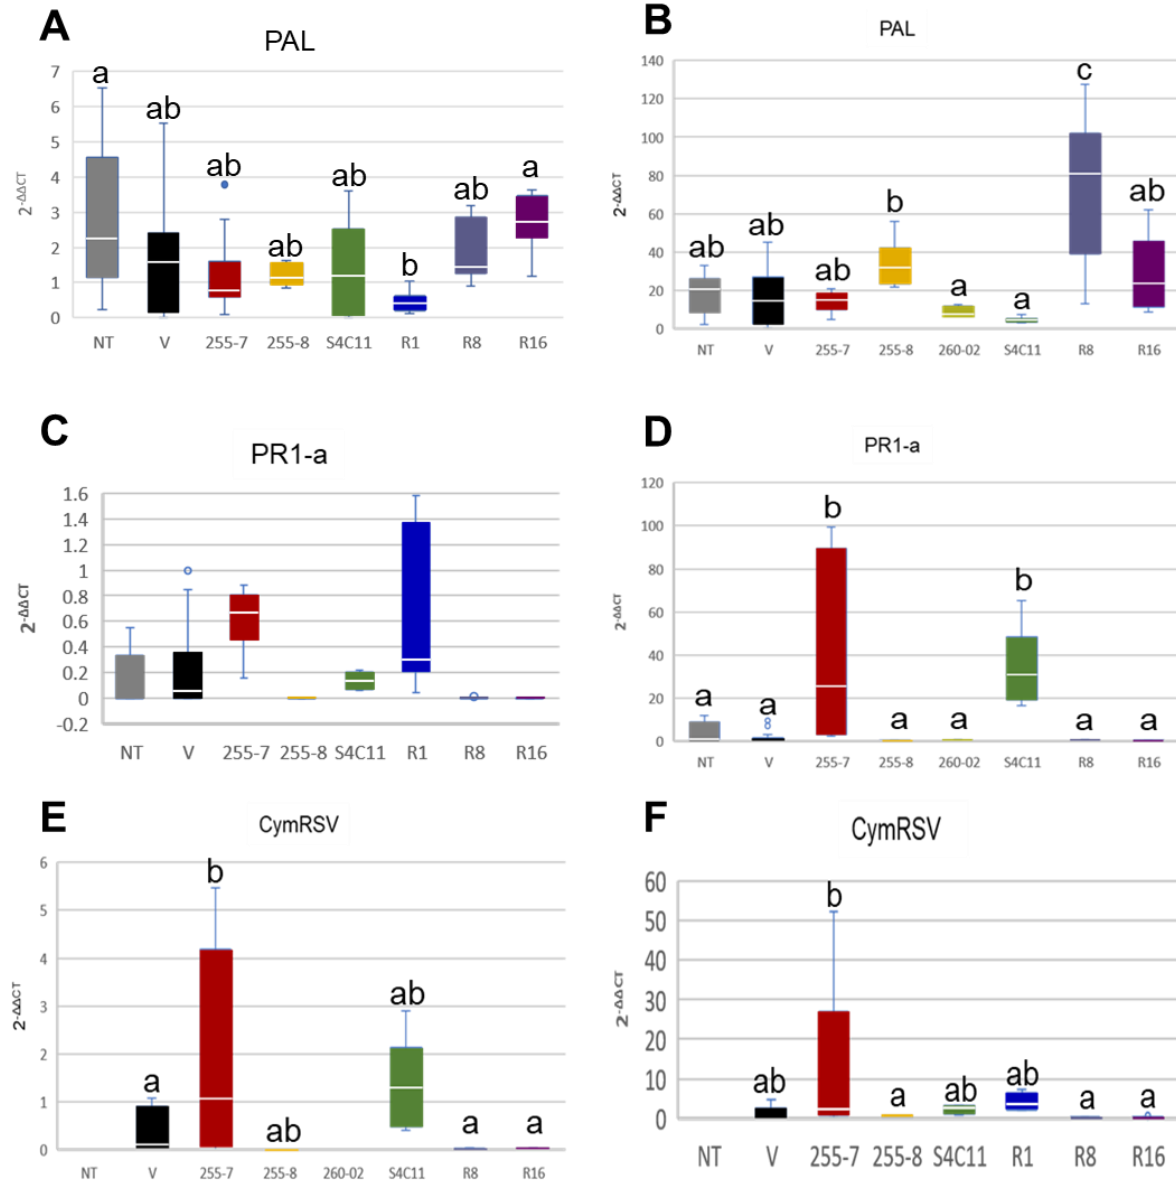 A
PAL
7
6
5
4
3
2
1
0
2^-ΔΔCT
a
ab
ab
ab
ab
b
ab
a
NT V 255-7 255-8 S4C11 R1 R8 R16
B
PAL
140
120
100
80
60
40
20
0
2^-ΔΔCT
ab
ab
ab
b
a
a
c
ab
NT V 255-7 255-8 260-02 S4C11 R8 R16
C
PR1-a
1.6
1.4
1.2
1
0.8
0.6
0.4
0.2
0
-0.2
2^-ΔΔCT
NT V 255-7 255-8 S4C11 R1 R8 R16
D
PR1-a
120
100
80
60
40
20
0
2^-ΔΔCT
a
a
b
a
a
b
a
a
NT V 255-7 255-8 260-02 S4C11 R8 R16
E
CymRSV
6
5
4
3
2
1
0
2^-ΔΔCT
a
b
ab
ab
a
a
NT V 255-7 255-8 260-02 S4C11 R8 R16
F
CymRSV
60
50
40
30
20
10
0
2^-ΔΔCT
ab
b
a
ab
ab
a
a
NT V 255-7 255-8 S4C11 R1 R8 R16